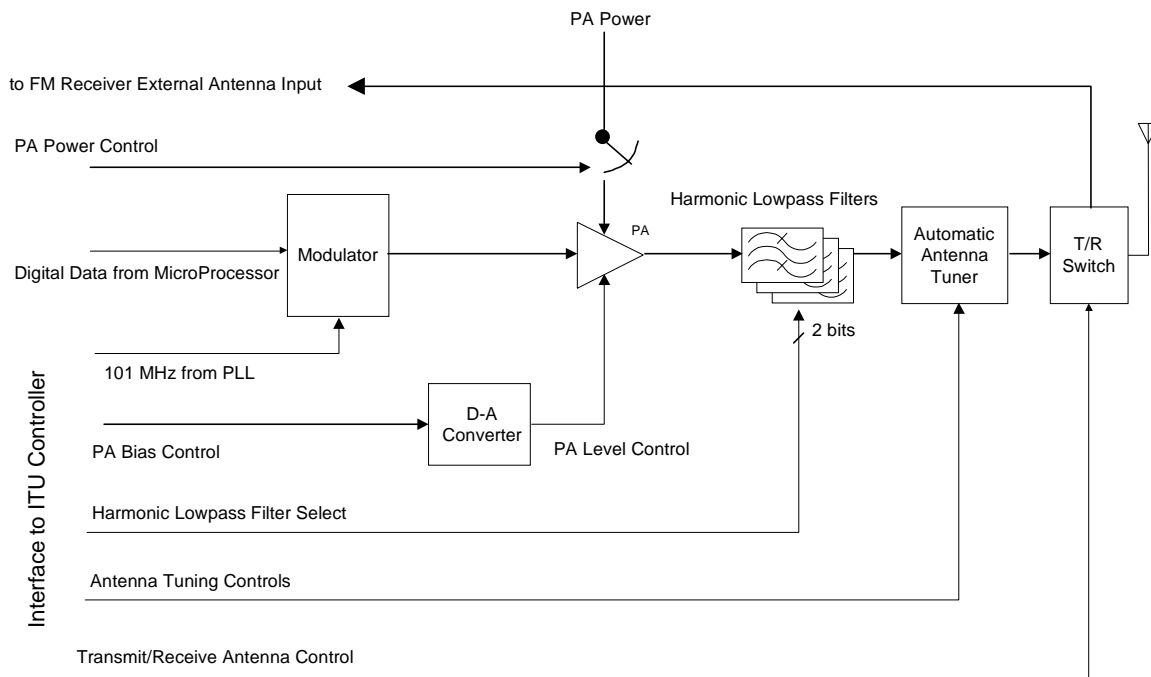 PA Power
to FM Receiver External Antenna Input
PA Power Control
Harmonic Lowpass Filters
PA
Modulator
Automatic
Antenna
Tuner
T/R
Switch
Digital Data from MicroProcessor
2 bits
101 MHz from PLL
D-A
Converter
PA Bias Control
PA Level Control
Interface to ITU Controller
Harmonic Lowpass Filter Select
Antenna Tuning Controls
Transmit/Receive Antenna Control